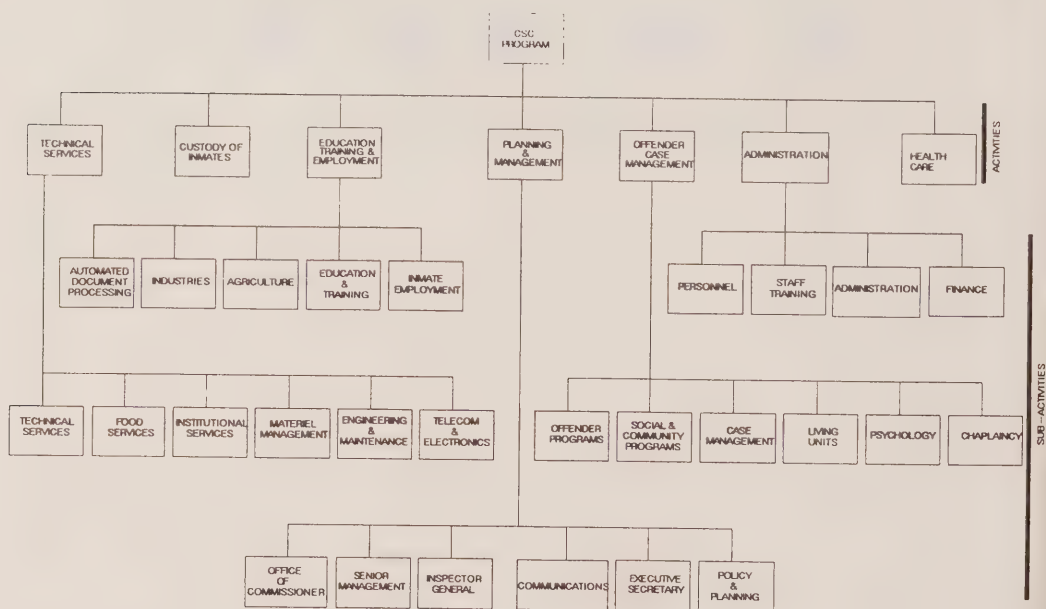 CSC
PROGRAM
TECHNICAL
SERVICES
CUSTODY OF
INMATES
EDUCATION
TRAINING &
EMPLOYMENT
PLANNING
&
MANAGEMENT
OFFENDER
CASE
MANAGEMENT
ADMINISTRATION
HEALTH
CARE
ACTIVITIES
AUTOMATED
DOCUMENT
PROCESSING
INDUSTRIES
AGRICULTURE
EDUCATION
&
TRAINING
INMATE
EMPLOYMENT
PERSONNEL
STAFF
TRAINING
ADMINISTRATION
FINANCE
TECHNICAL
SERVICES
FOOD
SERVICES
INSTITUTIONAL
SERVICES
MATERIEL
MANAGEMENT
ENGINEERING
&
MAINTENANCE
TELECOM
&
ELECTRONICS
OFFENDER
PROGRAMS
SOCIAL &
COMMUNITY
PROGRAMS
CASE
MANAGEMENT
LIVING
UNITS
PSYCHOLOGY
CHAPLAINCY
SUB-ACTIVITIES
OFFICE
OF
COMMISSIONER
SENIOR
MANAGEMENT
INSPECTOR
GENERAL
COMMUNICATIONS
EXECUTIVE
SECRETARY
POLICY
&
PLANNING